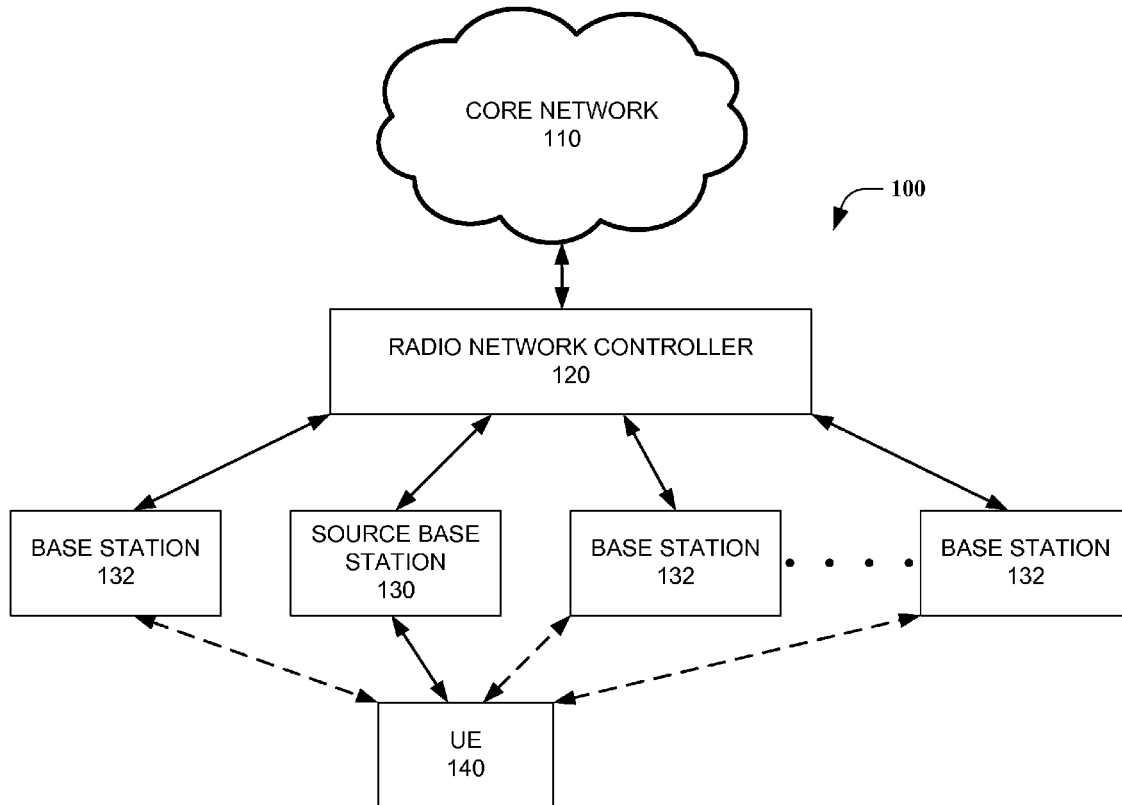 CORE NETWORK
110
100
RADIO NETWORK CONTROLLER
120
BASE STATION
132
SOURCE BASE
STATION
130
BASE STATION
132
BASE STATION
132
UE
140